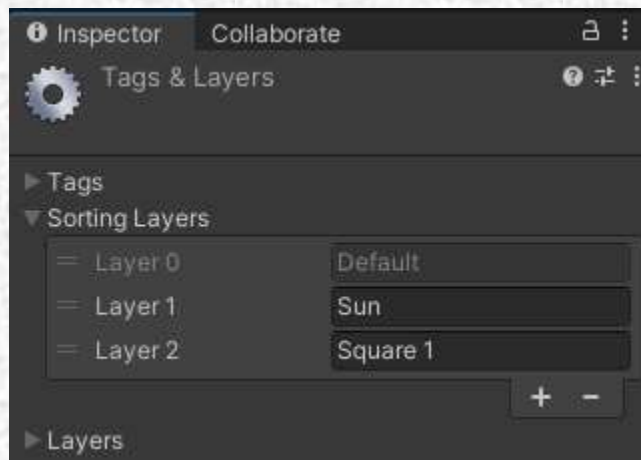 Inspector Collaborate
Tags & Layers
Tags
Sorting Layers
Layer 0 Default
Layer 1 Sun
Layer 2 Square 1
+ −
Layers